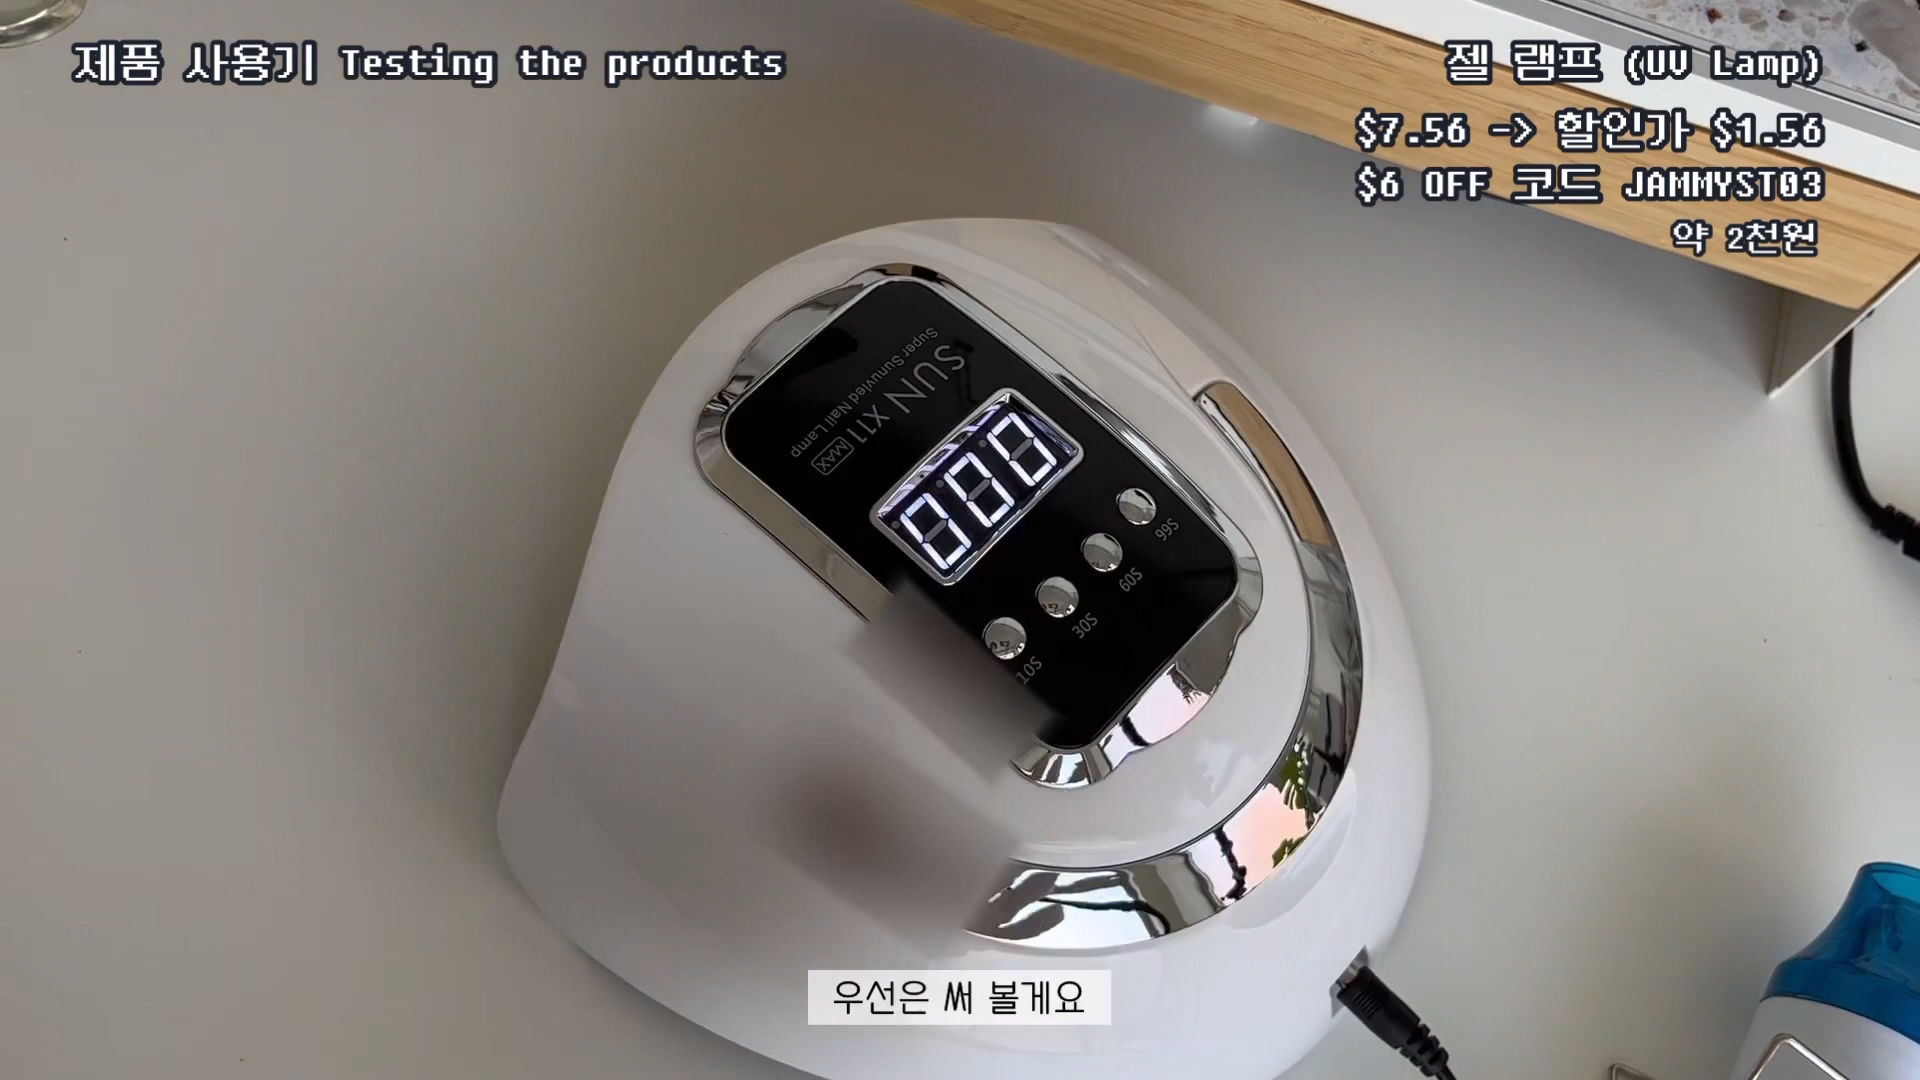 제품 사용기 Testing the products
젤 램프 (UV Lamp)
$7.56 -> 할인가 $1.56
$6 OFF 코드 JAMMYST03
약 2천원
Super Sunuvled Nail Lamp
SUN X11 MAX
000
10S
30S
60S
99S
우선은 써 볼게요